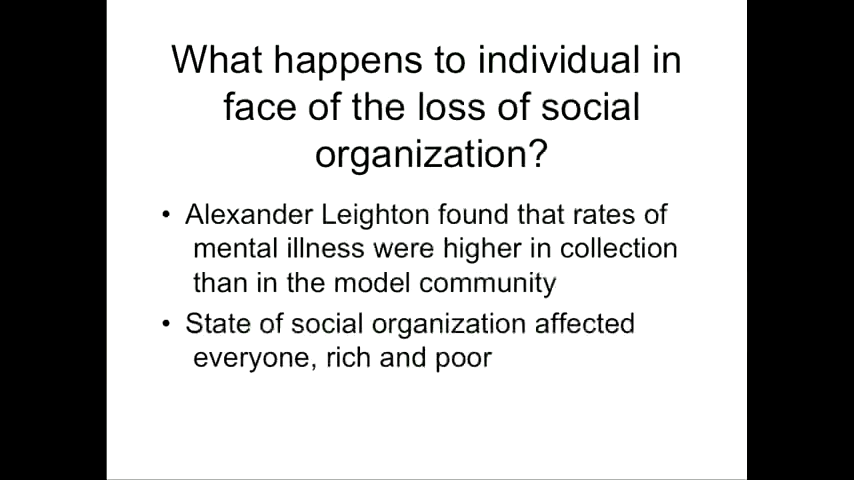 What happens to individual in
face of the loss of social
organization?
• Alexander Leighton found that rates of
mental illness were higher in collection
than in the model community
• State of social organization affected
everyone, rich and poor